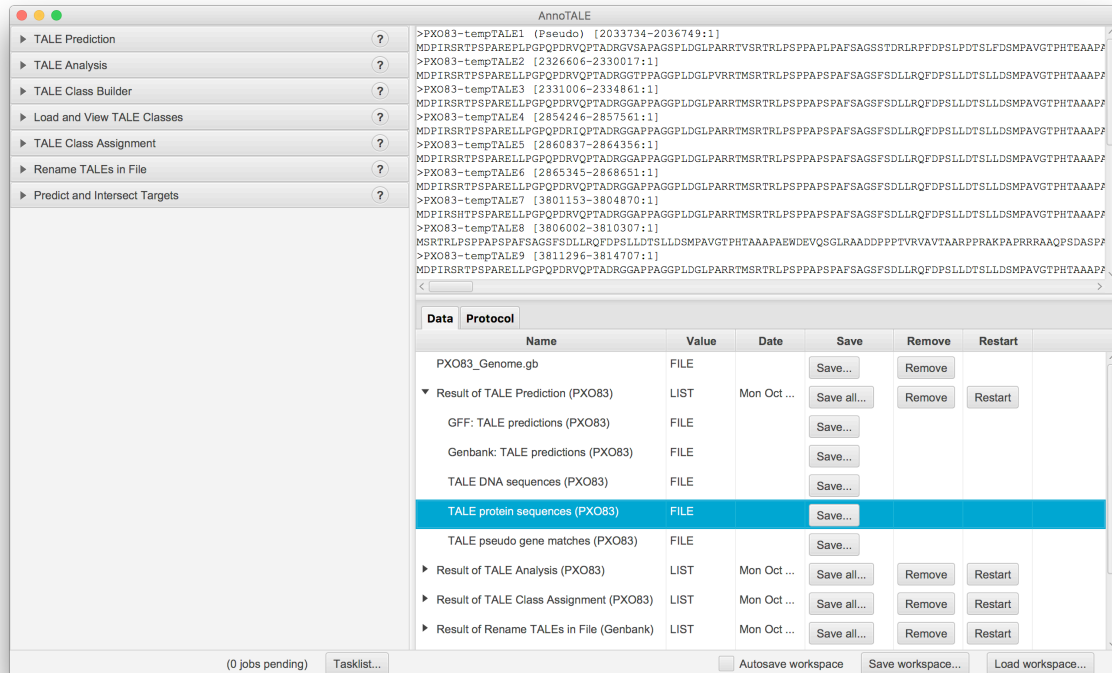 AnnoTALE
TALE Prediction ?
TALE Analysis ?
TALE Class Builder ?
Load and View TALE Classes ?
TALE Class Assignment ?
Rename TALEs in File ?
Predict and Intersect Targets ?
>PXO83-tempTALE1 (Pseudo) [2033734-2036749:1]
MDPIRSRTPSPAREPLPGPQPDRVQPTADRGVSAPAGSPLDGLPARRTVSRTRLPSPPAPLPAFSAGSSTDRLRPFDPSLPDTSLFDSMPAVGTPHTEAAPA
>PXO83-tempTALE2 [2326606-2330017:1]
MDPIRSRTPSPARELLPGPQPDRVQPTADRGGTPPAGGPLDGLPVRRTMSRTRLPSPPAPSPAFSAGSFSDLLRQFDPSLLDTSLLDSMPAVGTPHTAAAPA
>PXO83-tempTALE3 [2331006-2334861:1]
MDPIRSRTPSPARELLPGPQPDRVQPTADRGGAPPAGGPLDGLPARRTMSRTRLPSPPAPSPAFSAGSFSDLLRQFDPSLLDTSLLDSMPAVGTPHTAAAPA
>PXO83-tempTALE4 [2854246-2857561:1]
MDPIRSRTPSPARELLPGPQPDRIQPTADRGGAPPAGGPLDGLPARRTMSRTRLPSPPAPSPAFSAGSFSDLLRQFDPSLLDTSLLDSMPAVGTPHTAAAPA
>PXO83-tempTALE5 [2860837-2864356:1]
MDPIRSRTPSPARELLPGPQPDRVQPTADRGGAPPAGGPLDGLPARRTMSRTRLPSPPAPSPAFSAGSFSDLLRQFDPSLLDTSLLDSMPAVGTPHTAAAPA
>PXO83-tempTALE6 [2865345-2868651:1]
MDPIRSRTPSPARELLPGPQPDRVQPTADRGGAPPAGGPLDGLPARRTMSRTRLPSPPAPSPAFSAGSFSDLLRQFDPSLLDTSLLDSMPAVGTPHTAAAPA
>PXO83-tempTALE7 [3801153-3804870:1]
MDPIRSHTPSPARELLPGPQPDRVQPTADRGGAPPAGGPLDGLPARRTMSRTRLPSPPAPSPAFSAGSFSDLLRQFDPSLLDTSLLDSMPAVGTPHTAAAPA
>PXO83-tempTALE8 [3806002-3810307:1]
MSRTRLPSPPAPSPAFSAGSFSDLLRQFDPSLLDTSLLDSMPAVGTPHTAAAPAEWDEVQSGLRAADDPPPTVRVAVTAARPPRAKPAPRRRAAQPSDASPA
>PXO83-tempTALE9 [3811296-3814707:1]
MDPIRSRTPSPARELLPGPQPDRVQPTADRGGAPPAGGPLDGLPARRTMSRTRLPSPPAPSPAFSAGSFSDLLRQFDPSLLDTSLLDSMPAVGTPHTAAAPA
Data Protocol
Name Value Date Save Remove Restart
PXO83_Genome.gb FILE Save... Remove
Result of TALE Prediction (PXO83) LIST Mon Oct ... Save all... Remove Restart
GFF: TALE predictions (PXO83) FILE Save...
Genbank: TALE predictions (PXO83) FILE Save...
TALE DNA sequences (PXO83) FILE Save...
TALE protein sequences (PXO83) FILE Save...
TALE pseudo gene matches (PXO83) FILE Save...
Result of TALE Analysis (PXO83) LIST Mon Oct ... Save all... Remove Restart
Result of TALE Class Assignment (PXO83) LIST Mon Oct ... Save all... Remove Restart
Result of Rename TALEs in File (Genbank) LIST Mon Oct ... Save all... Remove Restart
(0 jobs pending) Tasklist... Autosave workspace Save workspace... Load workspace...